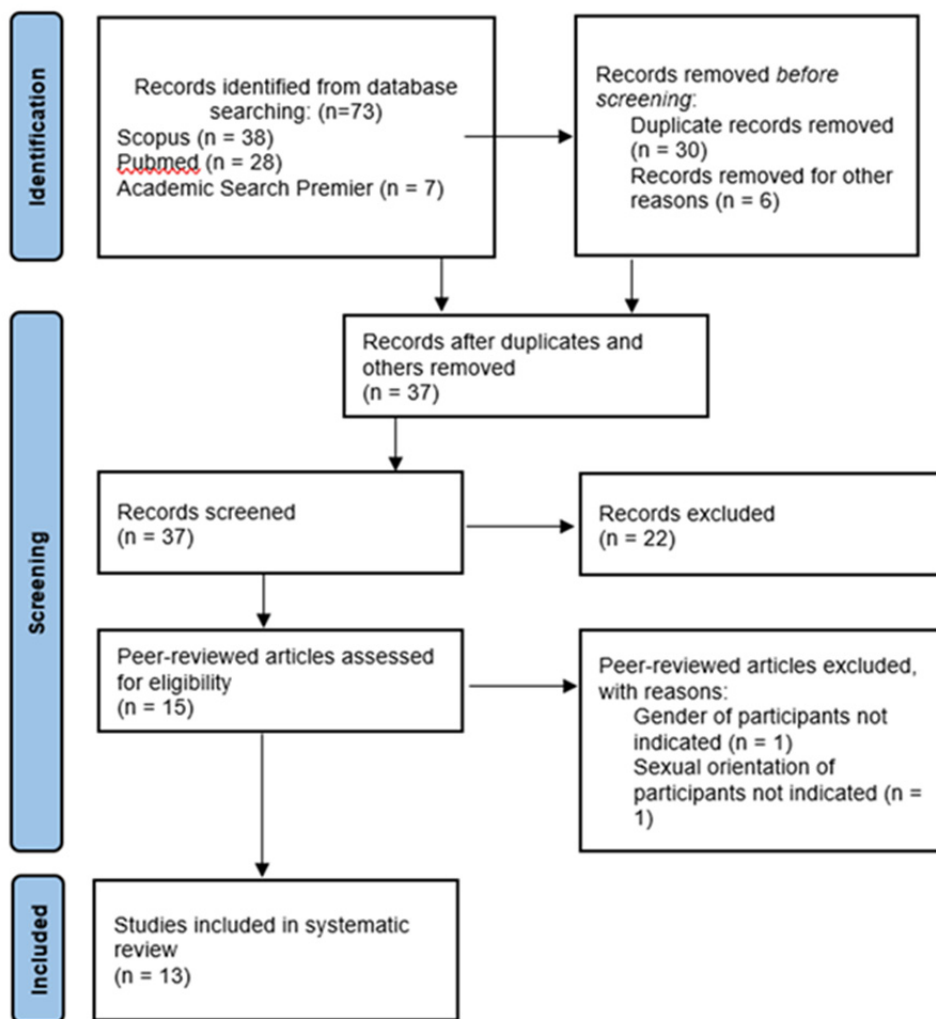 Identification
Records identified from database
searching: (n=73)
Scopus (n = 38)
Pubmed (n = 28)
Academic Search Premier (n = 7)
Records removed before
screening:
Duplicate records removed
(n = 30)
Records removed for other
reasons (n = 6)
Screening
Records after duplicates and
others removed
(n = 37)
Records screened
(n = 37)
Records excluded
(n = 22)
Peer-reviewed articles assessed
for eligibility
(n = 15)
Peer-reviewed articles excluded,
with reasons:
Gender of participants not
indicated (n = 1)
Sexual orientation of
participants not indicated (n =
1)
Included
Studies included in systematic
review
(n = 13)